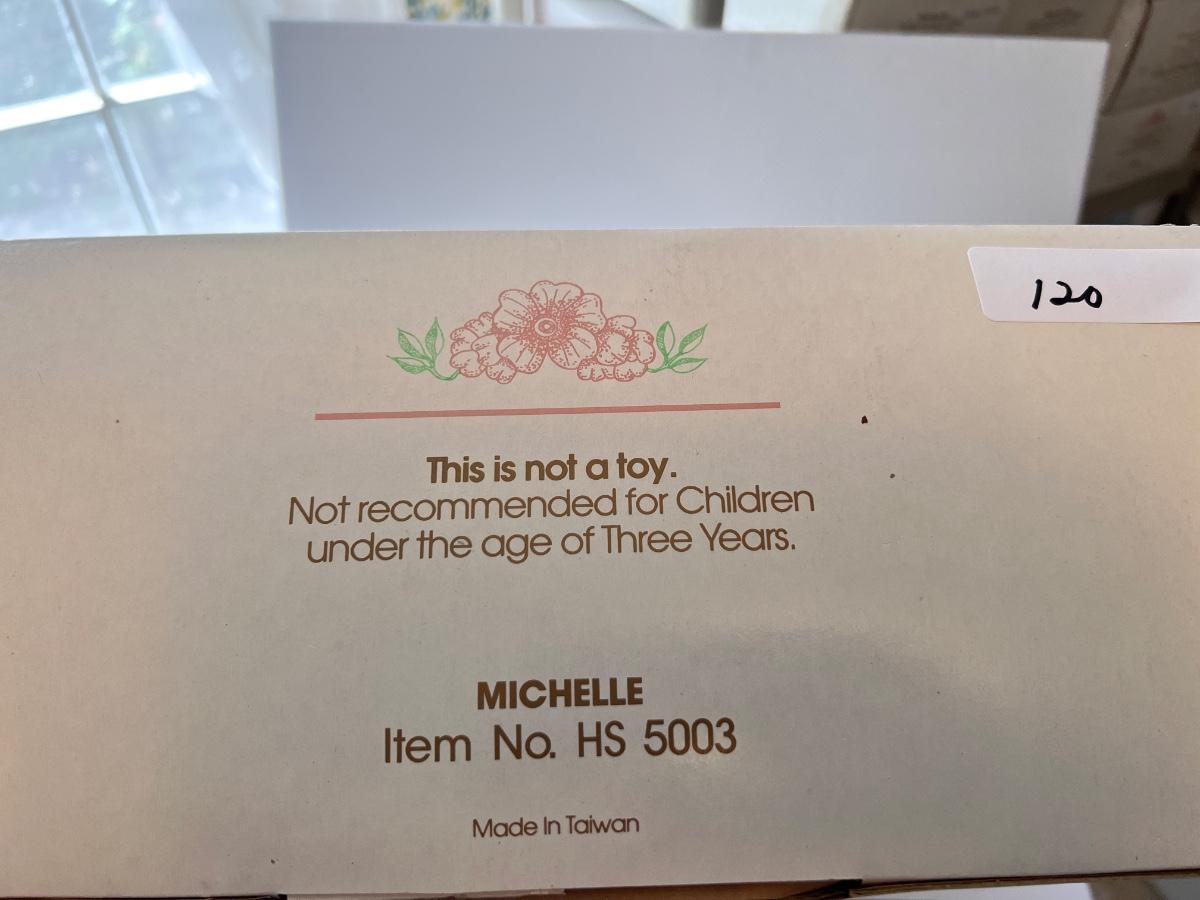 120
This is not a toy.
Not recommended for Children
under the age of Three Years.
MICHELLE
Item No. HS 5003
Made In Taiwan